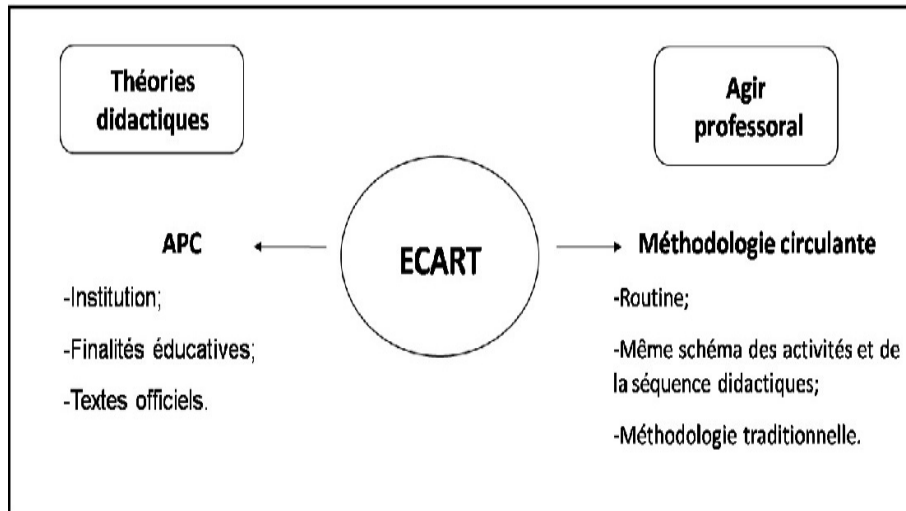 Théories
didactiques
Agir
professoral
ECART
APC
-Institution;
-Finalités éducatives;
-Textes officiels.
Méthodologie circulante
-Routine;
-Même schéma des activités et de
la séquence didactiques;
-Méthodologie traditionnelle.